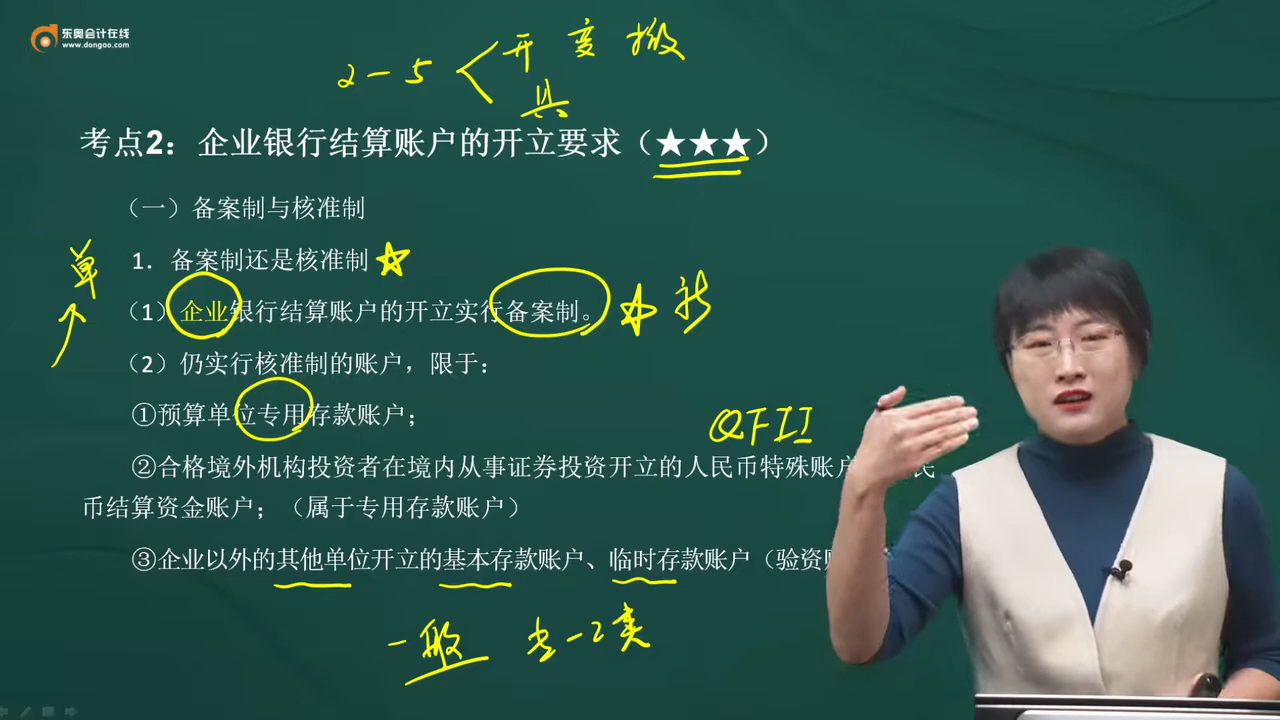 东奥会计在线
www.dongao.com
2-5 开 变 撤
具
考点2：企业银行结算账户的开立要求（★★★）
（一）备案制与核准制
1．备案制还是核准制
单
（1）企业银行结算账户的开立实行备案制。
（2）仍实行核准制的账户，限于：
①预算单位专用存款账户；
QFII
②合格境外机构投资者在境内从事证券投资开立的人民币特殊账户 民
币结算资金账户；（属于专用存款账户）
③企业以外的其他单位开立的基本存款账户、临时存款账户（验资
一般